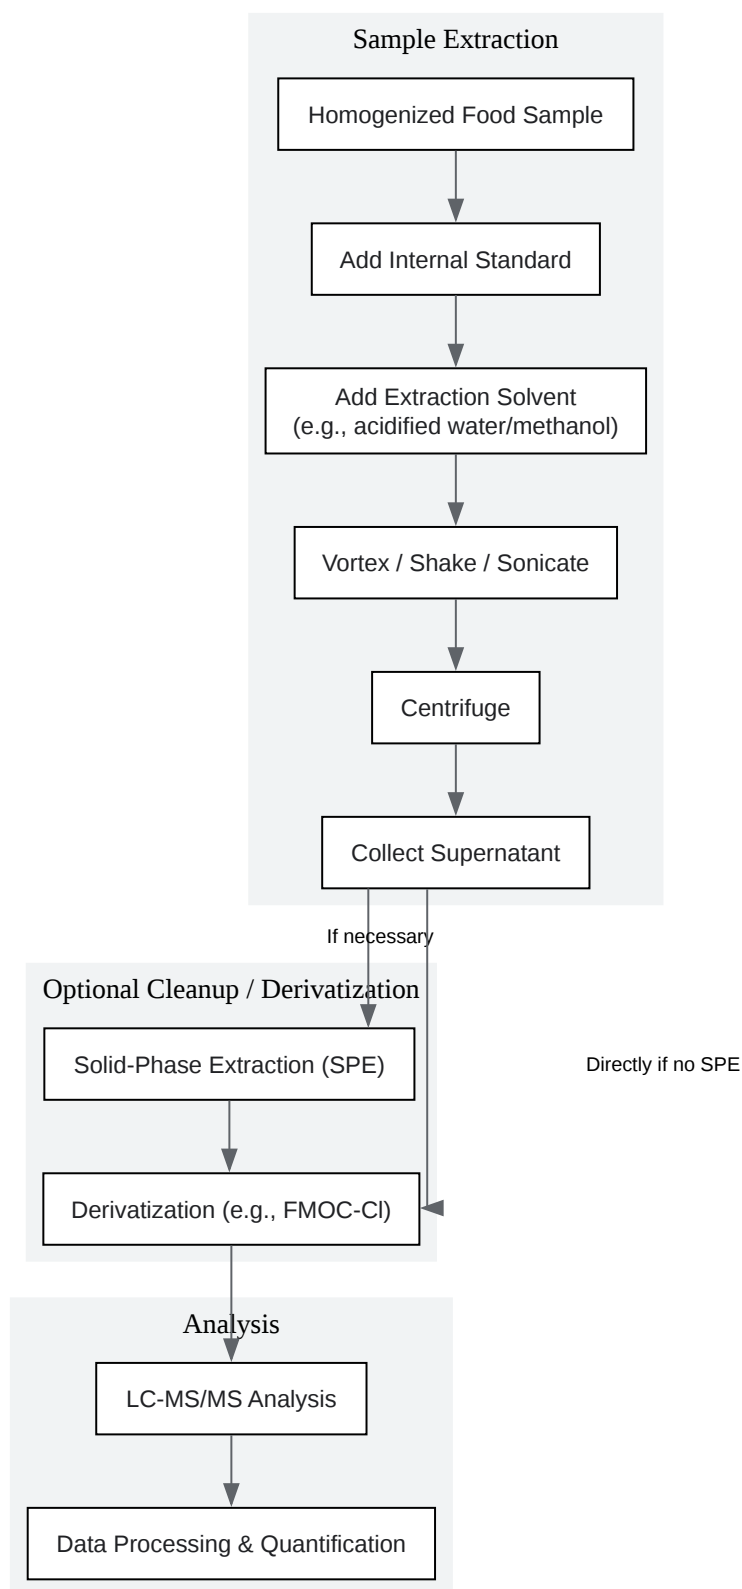 Sample Extraction
Homogenized Food Sample
Add Internal Standard
Add Extraction Solvent
(e.g., acidified water/methanol)
Vortex / Shake / Sonicate
Centrifuge
Collect Supernatant
If necessary
Optional Cleanup / Derivatization
Solid-Phase Extraction (SPE)
Directly if no SPE
Derivatization (e.g., FMOC-Cl)
Analysis
LC-MS/MS Analysis
Data Processing & Quantification